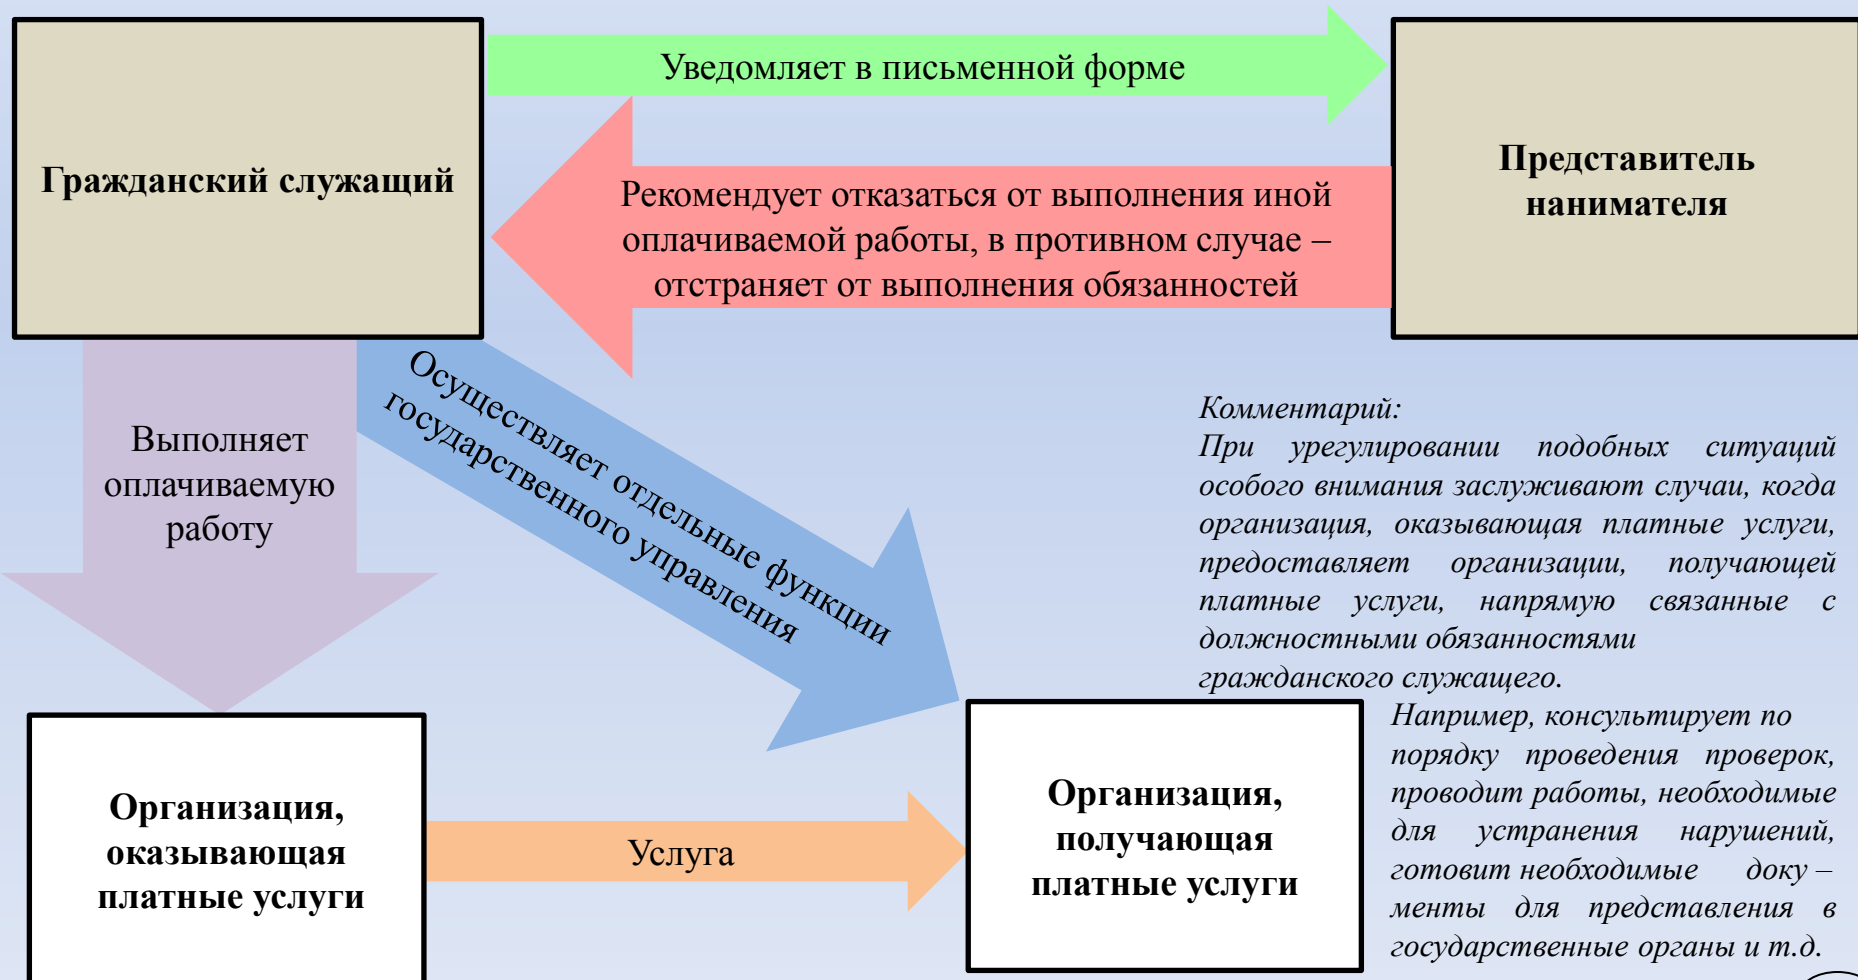 Гражданский служащий
Уведомляет в письменной форме
Представитель
нанимателя
Рекомендует отказаться от выполнения иной
оплачиваемой работы, в противном случае –
отстраняет от выполнения обязанностей
Выполняет
оплачиваемую
работу
Осуществляет отдельные функции
государственного управления
Комментарий:
При урегулировании подобных ситуаций
особого внимания заслуживают случаи, когда
организация, оказывающая платные услуги,
предоставляет организации, получающей
платные услуги, напрямую связанные с
должностными обязанностями
гражданского служащего.
Например, консультирует по
порядку проведения проверок,
проводит работы, необходимые
для устранения нарушений,
готовит необходимые доку –
менты для представления в
государственные органы и т.д.
Организация,
оказывающая
платные услуги
Услуга
Организация,
получающая
платные услуги